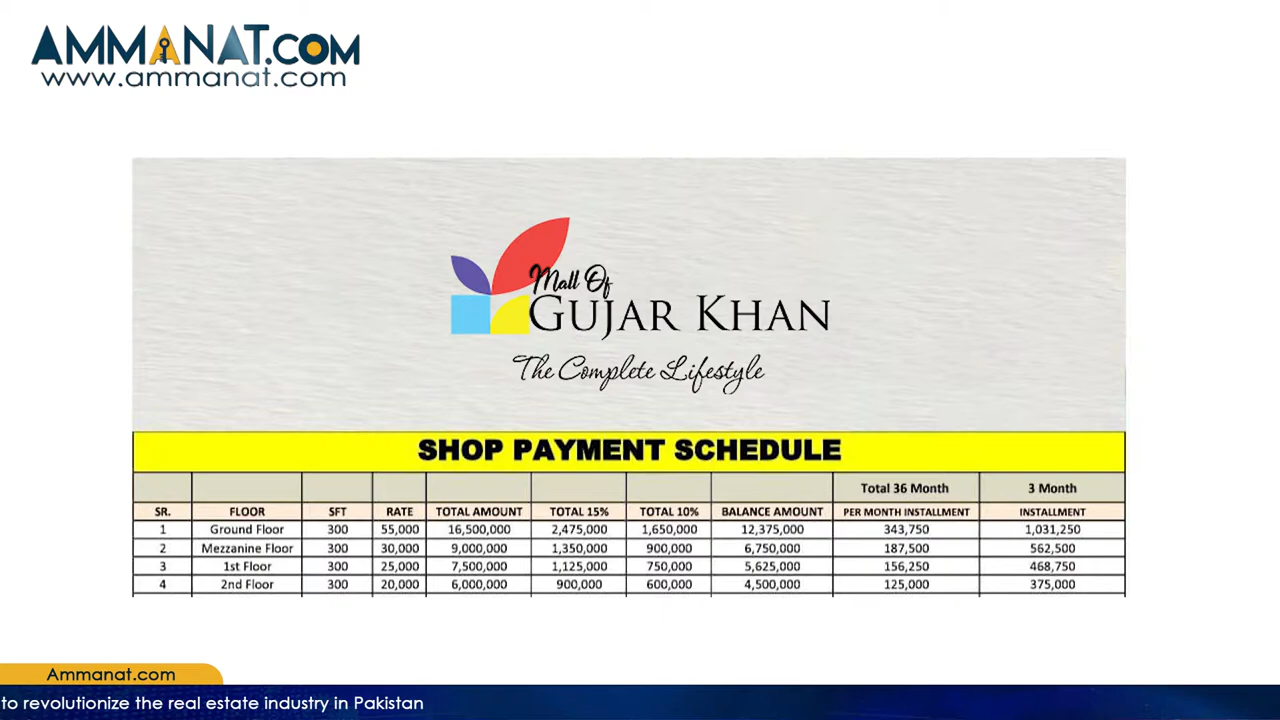 AMMANAT.COM
www.ammanat.com
Mall Of
GUJAR KHAN
The Complete Lifestyle
SHOP PAYMENT SCHEDULE
Total 36 Month 3 Month
SR. FLOOR SFT RATE TOTAL AMOUNT TOTAL 15% TOTAL 10% BALANCE AMOUNT PER MONTH INSTALLMENT INSTALLMENT
1 Ground Floor 300 55,000 16,500,000 2,475,000 1,650,000 12,375,000 343,750 1,031,250
2 Mezzanine Floor 300 30,000 9,000,000 1,350,000 900,000 6,750,000 187,500 562,500
3 1st Floor 300 25,000 7,500,000 1,125,000 750,000 5,625,000 156,250 468,750
4 2nd Floor 300 20,000 6,000,000 900,000 600,000 4,500,000 125,000 375,000
Ammanat.com
to revolutionize the real estate industry in Pakistan